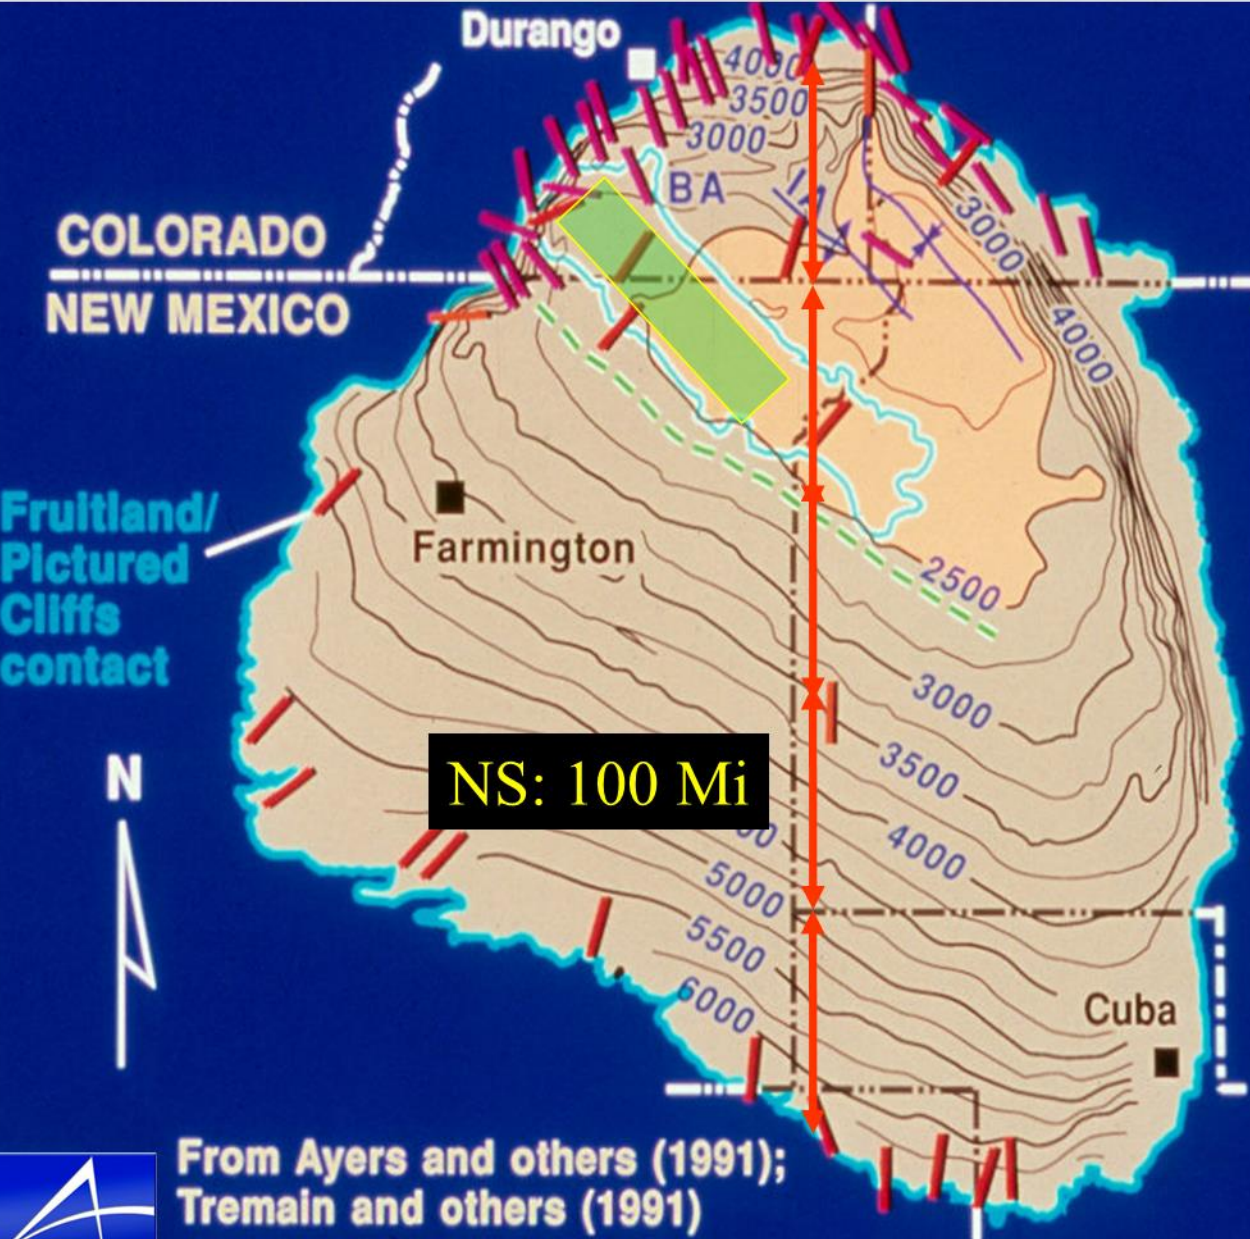 Durango
4000
3500
3000
BA
IA
COLORADO
3000
NEW MEXICO
4000
Fruitland/
Pictured
Cliffs
contact
Farmington
2500
3000
N
NS: 100 Mi
3500
4000
5000
5500
6000
Cuba
From Ayers and others (1991);
Tremain and others (1991)